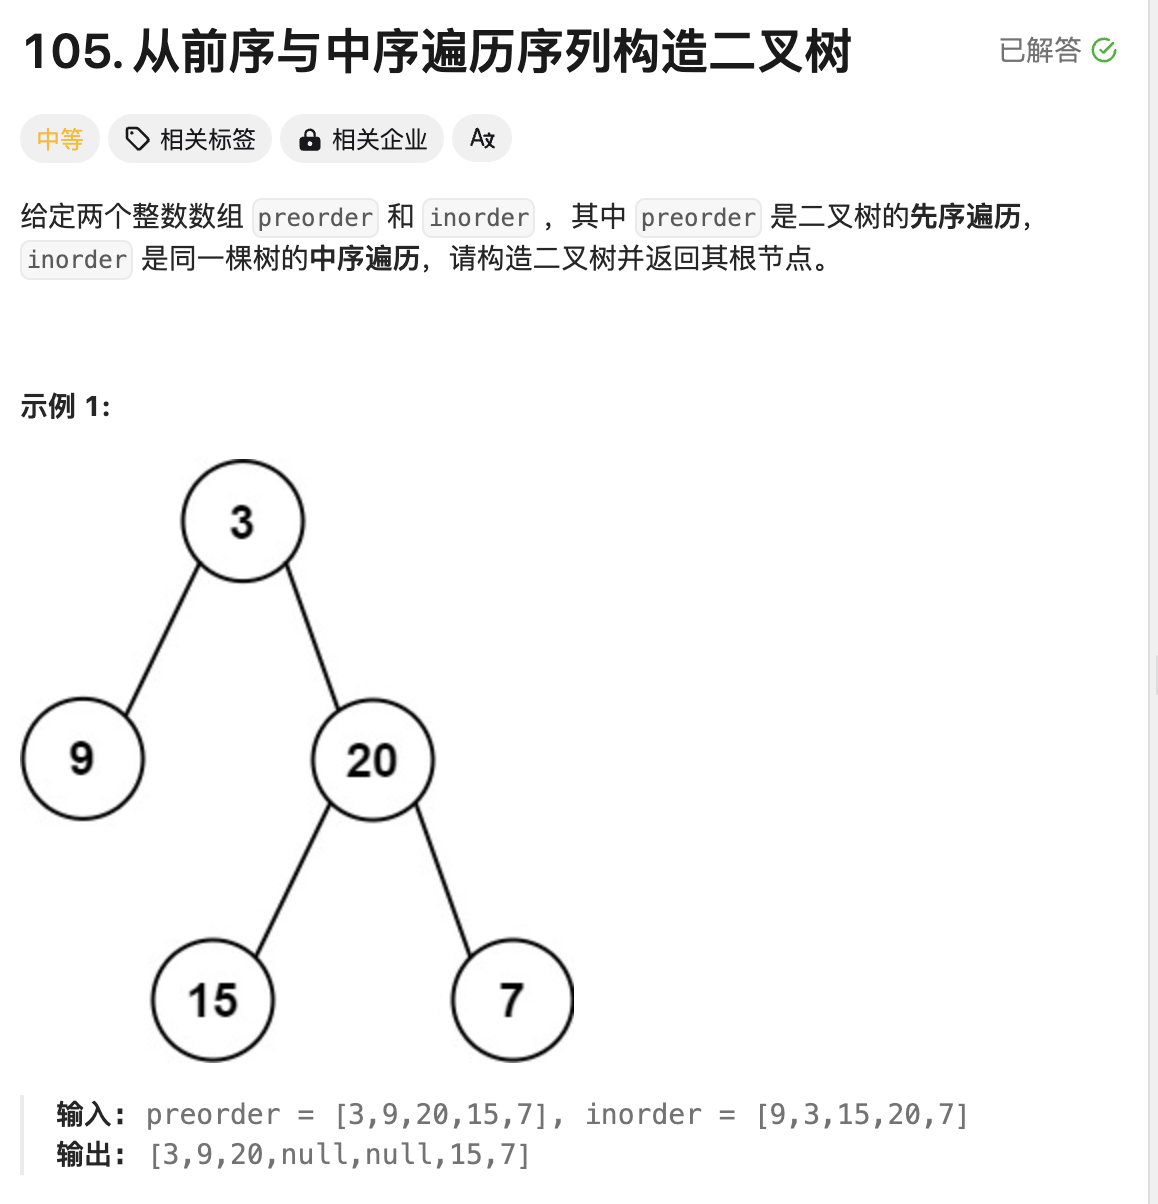 105. 从前序与中序遍历序列构造二叉树
已解答
中等 相关标签 相关企业
给定两个整数数组 preorder 和 inorder ，其中 preorder 是二叉树的先序遍历，
inorder 是同一棵树的中序遍历，请构造二叉树并返回其根节点。
示例 1:
3
9
20
15
7
输入: preorder = [3,9,20,15,7], inorder = [9,3,15,20,7]
输出: [3,9,20,null,null,15,7]